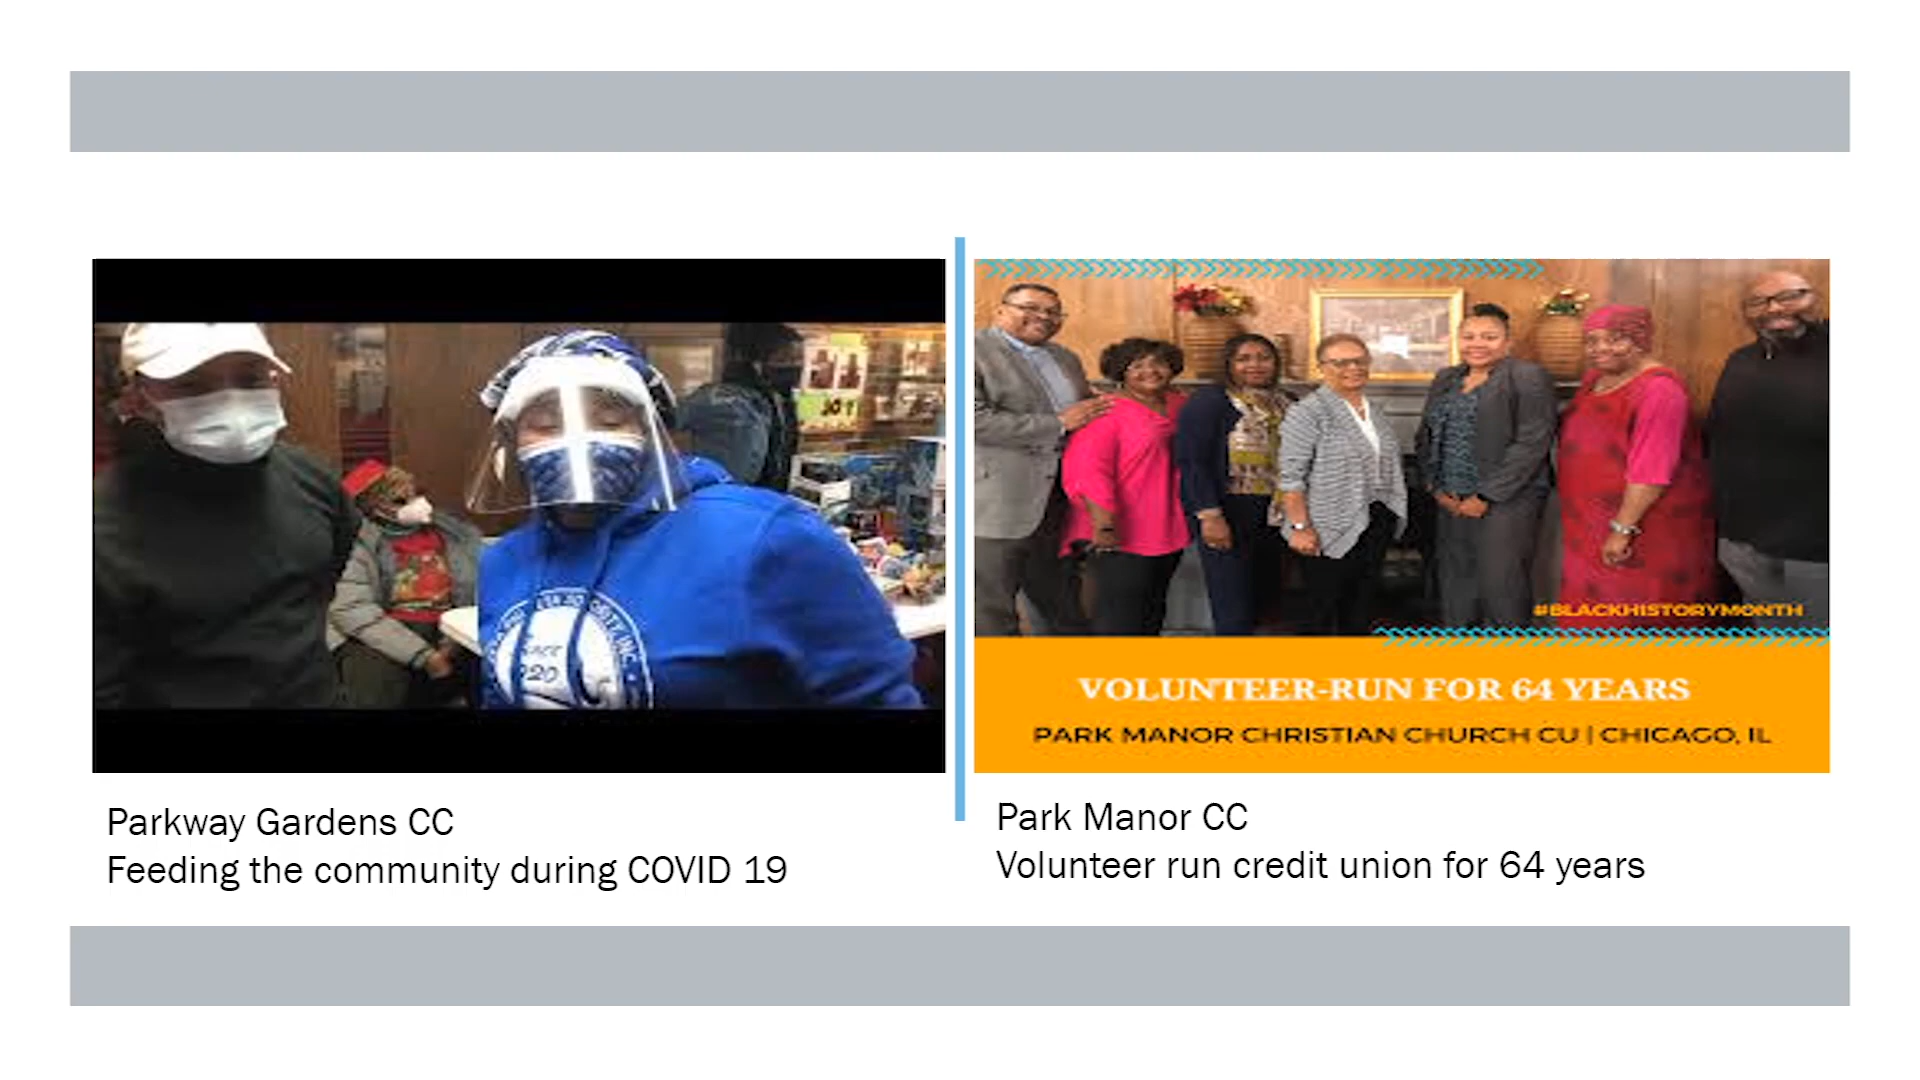 Parkway Gardens CC
Feeding the community during COVID 19
#BLACKHISTORYMONTH
VOLUNTEER-RUN FOR 64 YEARS
PARK MANOR CHRISTIAN CHURCH CU | CHICAGO, IL
Park Manor CC
Volunteer run credit union for 64 years